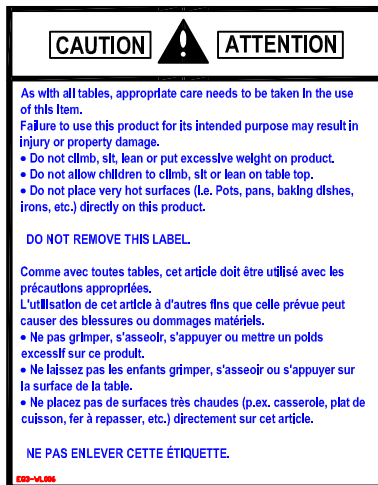 CAUTION ATTENTION
As with all tables, appropriate care needs to be taken in the use
of this item.
Failure to use this product for its intended purpose may result in
injury or property damage.
• Do not climb, sit, lean or put excessive weight on product.
• Do not allow children to climb, sit or lean on table top.
• Do not place very hot surfaces (i.e. Pots, pans, baking dishes,
irons, etc.) directly on this product.
DO NOT REMOVE THIS LABEL.
Comme avec toutes tables, cet article doit être utilisé avec les
précautions appropriées.
L'utilisation de cet article à d'autres fins que celle prévue peut
causer des blessures ou dommages matériels.
• Ne pas grimper, s'asseoir, s'appuyer ou mettre un poids
excessif sur ce produit.
• Ne laissez pas les enfants grimper, s'asseoir ou s'appuyer sur
la surface de la table.
• Ne placez pas de surfaces très chaudes (p.ex. casserole, plat de
cuisson, fer à repasser, etc.) directement sur cet article.
NE PAS ENLEVER CETTE ÉTIQUETTE.
EQ3-WL006